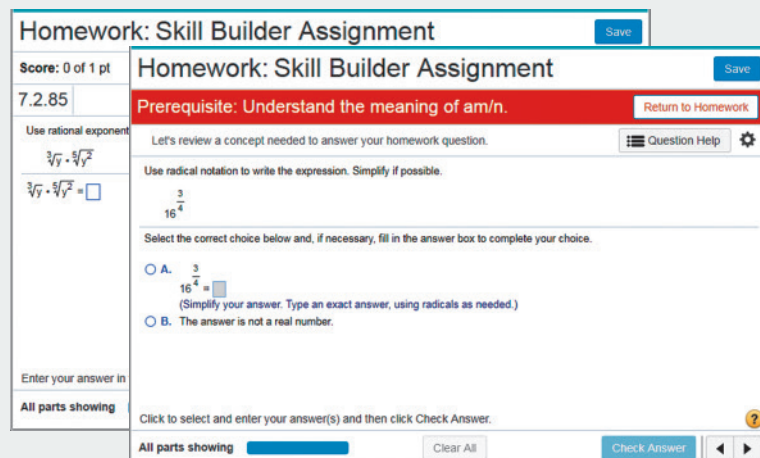 Homework: Skill Builder Assignment
Save
Score: 0 of 1 pt
7.2.85
Use rational exponent
∛y · ⁵√y²
∛y · ⁵√y² =
Enter your answer in
All parts showing
Homework: Skill Builder Assignment
Save
Prerequisite: Understand the meaning of am/n.
Return to Homework
Let's review a concept needed to answer your homework question.
Question Help
Use radical notation to write the expression. Simplify if possible.
16^(3/4)
Select the correct choice below and, if necessary, fill in the answer box to complete your choice.
A. 16^(3/4) =
(Simplify your answer. Type an exact answer, using radicals as needed.)
B. The answer is not a real number.
Click to select and enter your answer(s) and then click Check Answer.
?
All parts showing
Clear All
Check Answer